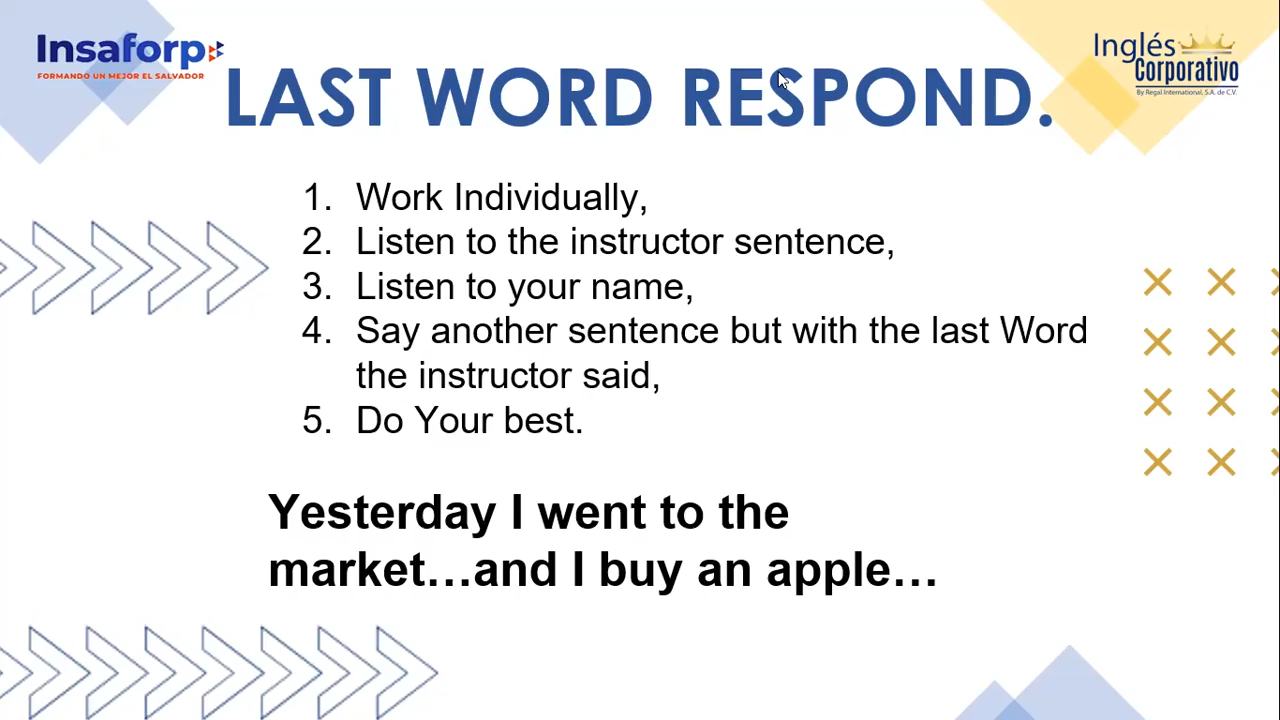 Insaforp
FORMANDO UN MEJOR EL SALVADOR
Inglés
Corporativo
By Regal International, S.A. de C.V.
LAST WORD RESPOND.
1. Work Individually,
2. Listen to the instructor sentence,
3. Listen to your name,
4. Say another sentence but with the last Word
the instructor said,
5. Do Your best.
Yesterday I went to the
market…and I buy an apple…